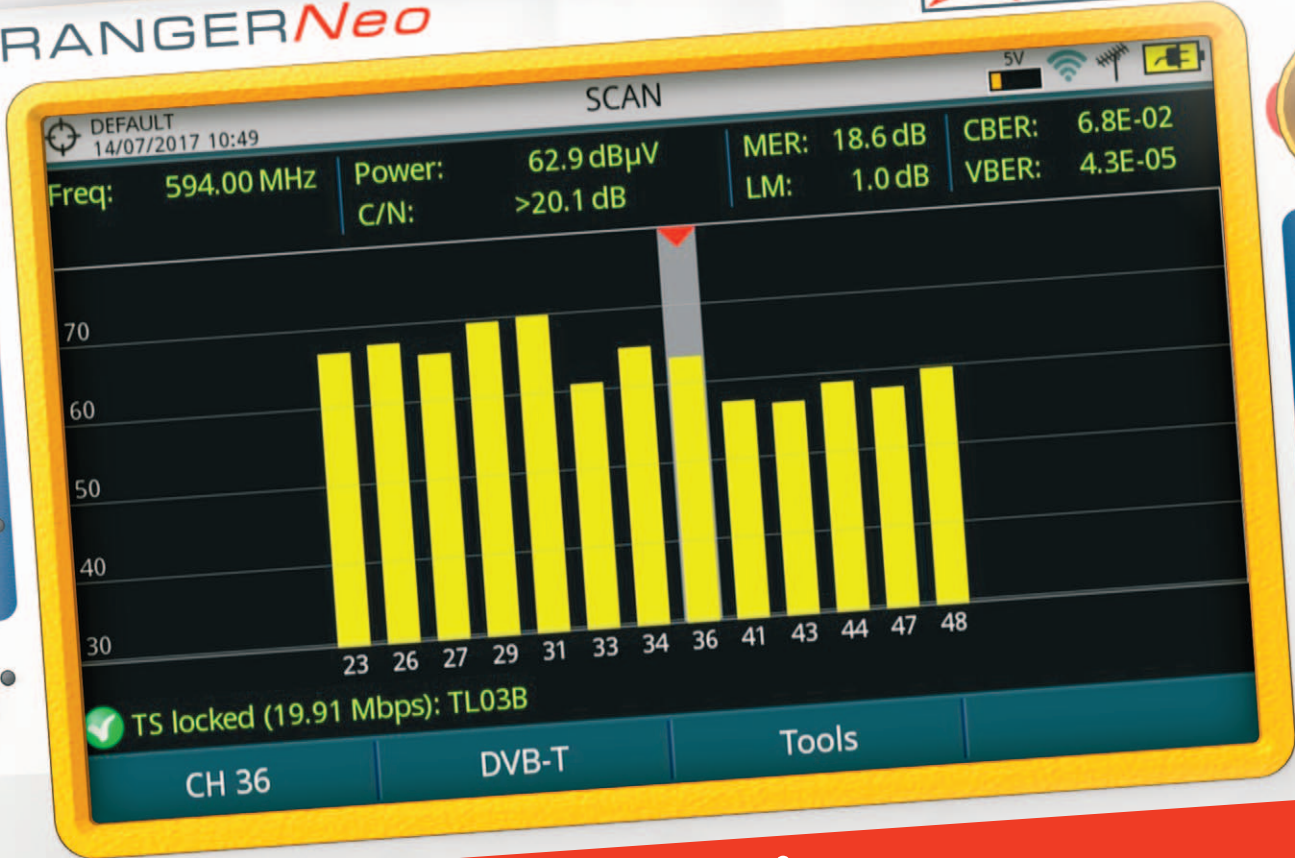 RANGERNeo
DEFAULT
14/07/2017 10:49
SCAN
5V
Freq: 594.00 MHz
Power: 62.9 dBµV
C/N: >20.1 dB
MER: 18.6 dB
LM: 1.0 dB
CBER: 6.8E-02
VBER: 4.3E-05
70
60
50
40
30
23 26 27 29 31 33 34 36 41 43 44 47 48
TS locked (19.91 Mbps): TL03B
CH 36
DVB-T
Tools